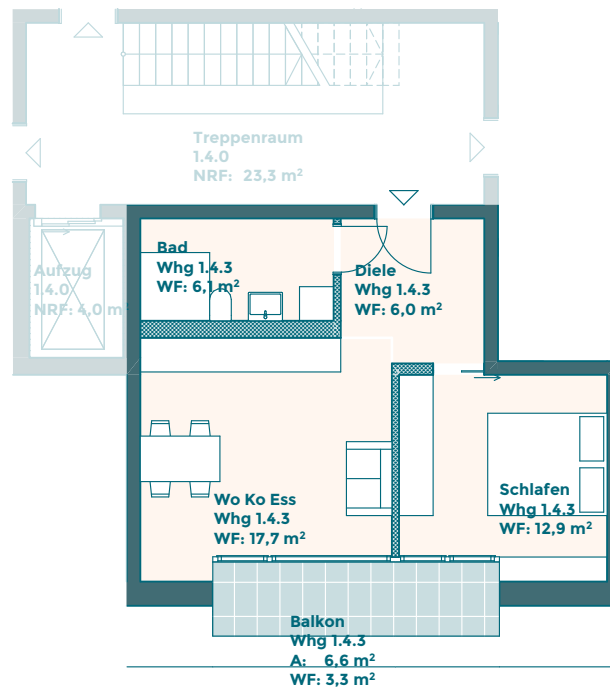 Treppenraum
1.4.0
NRF: 23,3 m²
Bad
Whg 1.4.3
WF: 6,1 m²
Aufzug
1.4.0
NRF: 4,0 m²
Diele
Whg 1.4.3
WF: 6,0 m²
Wo Ko Ess
Whg 1.4.3
WF: 17,7 m²
Schlafen
Whg 1.4.3
WF: 12,9 m²
Balkon
Whg 1.4.3
A: 6,6 m²
WF: 3,3 m²